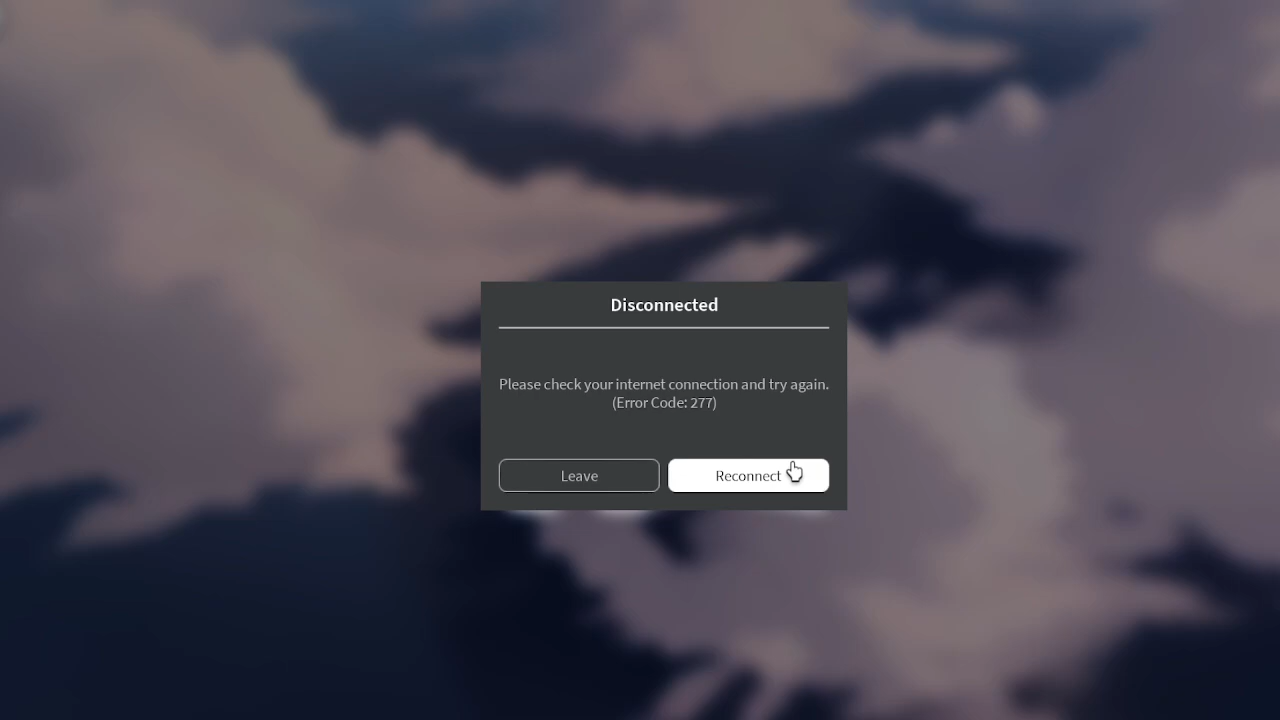 Disconnected
Please check your internet connection and try again.
(Error Code: 277)
Leave
Reconnect